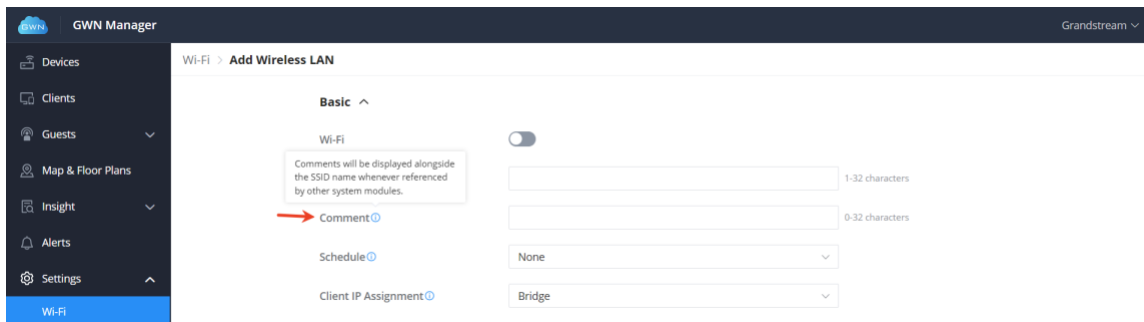 GWN GWN Manager Grandstream
Devices
Wi-Fi > Add Wireless LAN
Clients
Basic
Guests
Wi-Fi
Comments will be displayed alongside
the SSID name whenever referenced
by other system modules.
Map & Floor Plans
1-32 characters
Insight
Comment
0-32 characters
Alerts
Schedule
None
Settings
Client IP Assignment
Bridge
Wi-Fi